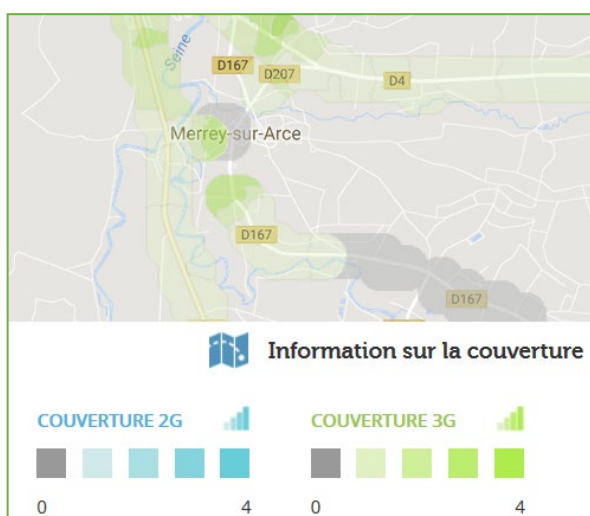 Seine
D167
D207
D4
Merrey-sur-Arce
D167
D167
Information sur la couverture
COUVERTURE 2G
COUVERTURE 3G
0 4 0 4